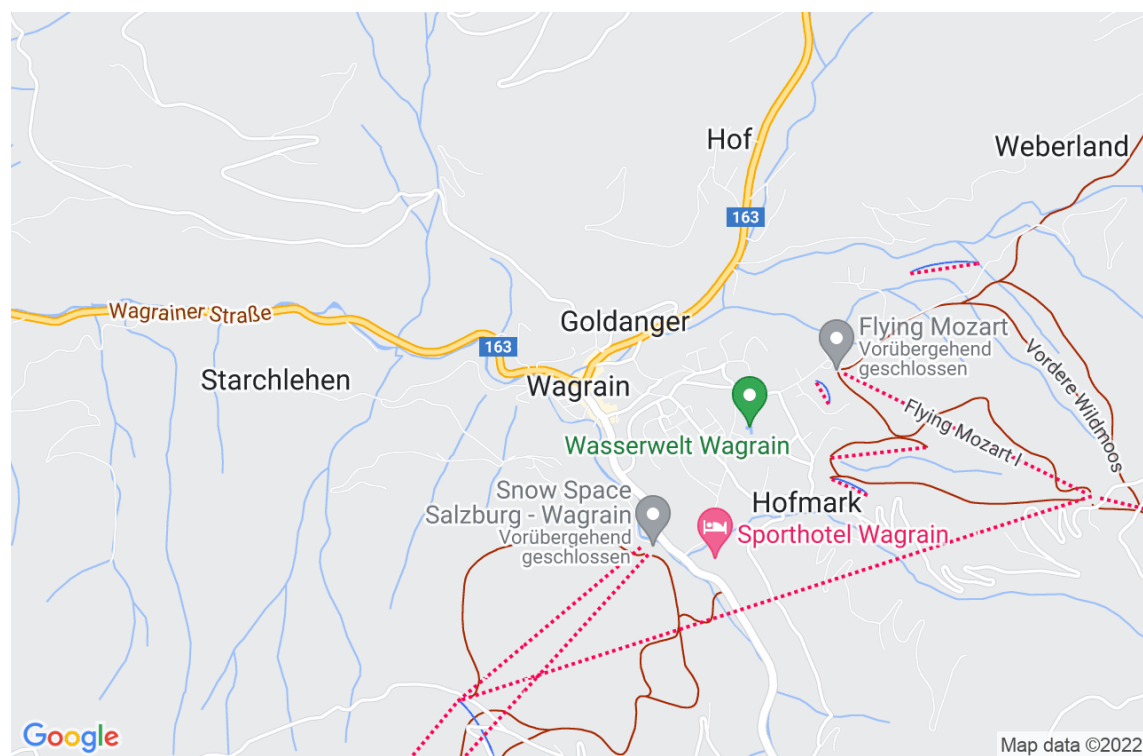 Hof
Weberland
163
Wagrainer Straße
Goldanger
Flying Mozart
Vorübergehend
geschlossen
163
Starchlehen
Wagrain
Vordere Wildmoos
Flying Mozart I
Wasserwelt Wagrain
Snow Space
Salzburg - Wagrain
Vorübergehend
geschlossen
Hofmark
Sporthotel Wagrain
Google
Map data ©2022